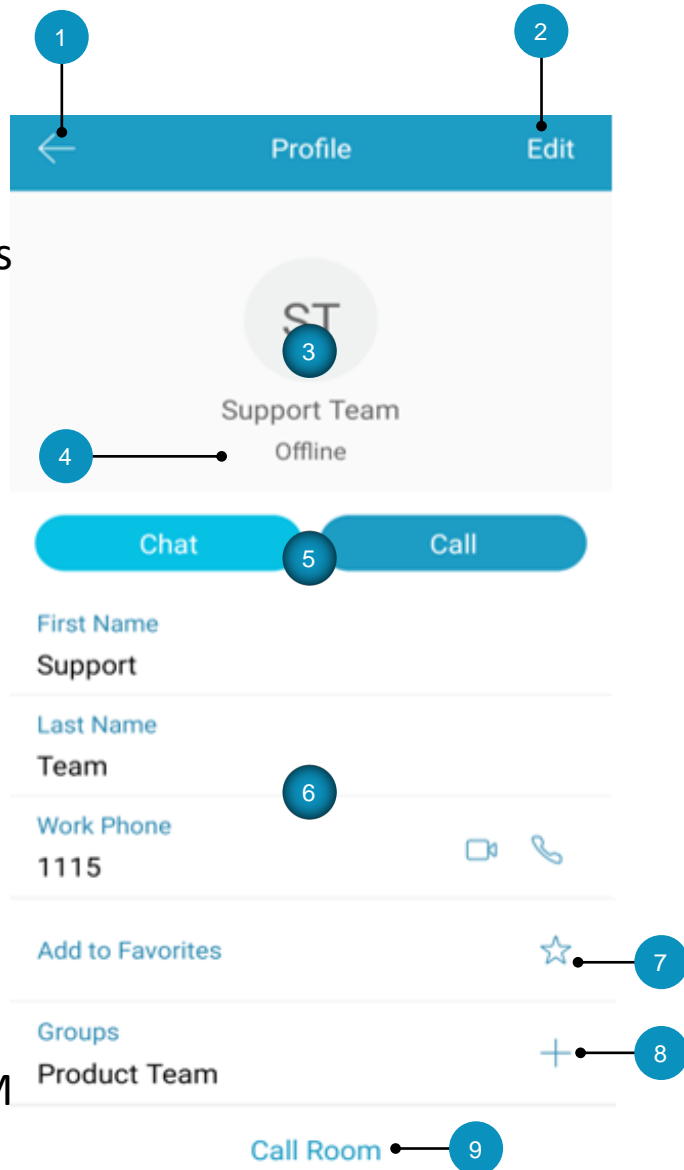 1
2
Profile
Edit
s
ST
3
Support Team
4
Offline
Chat
5
Call
First Name
Support
Last Name
Team
6
Work Phone
1115
Add to Favorites
7
Groups
8
Product Team
M
Call Room
9